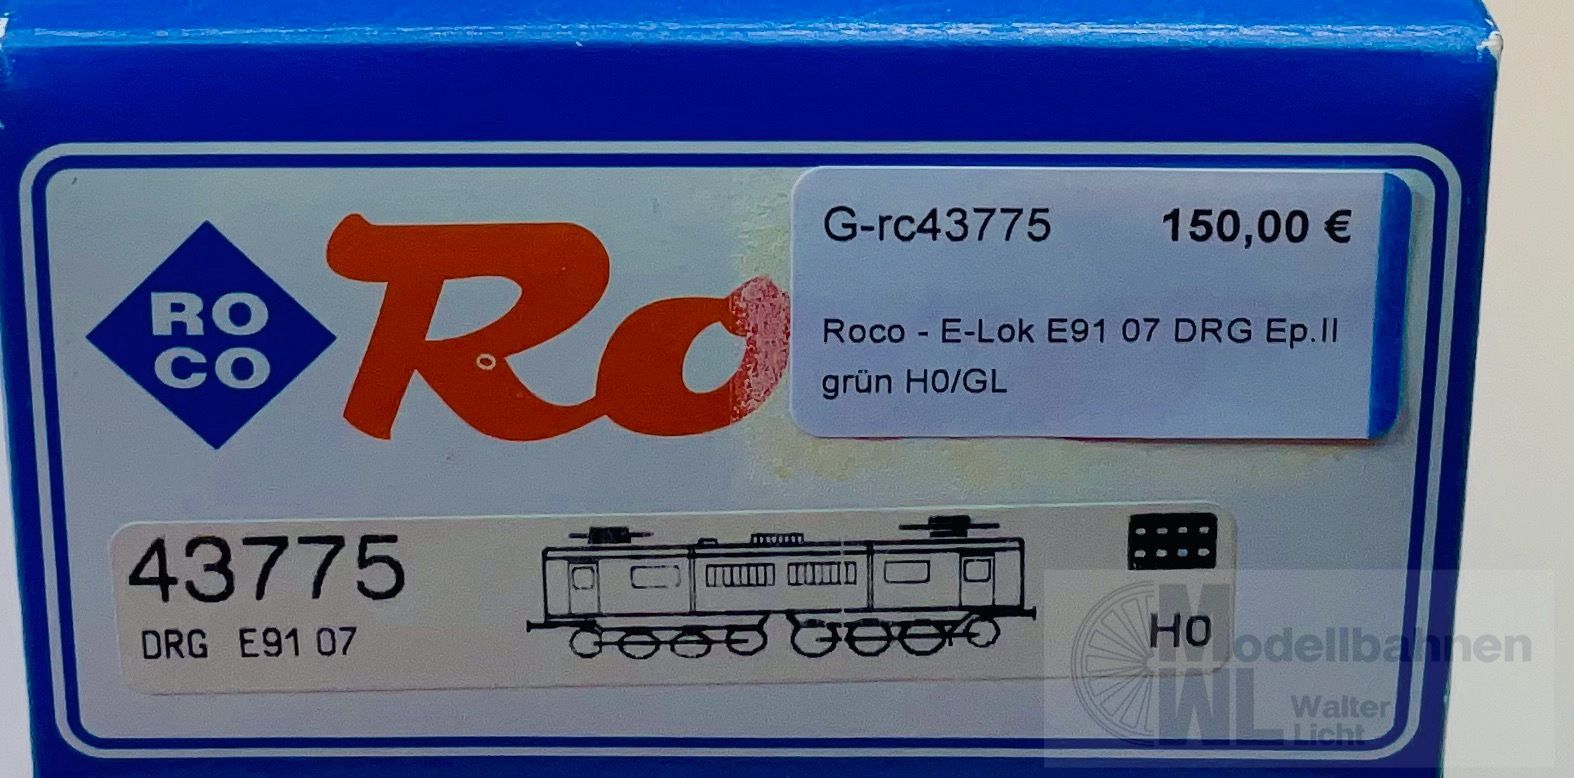 RO
CO
Ro
G-rc43775 150,00 €
Roco - E-Lok E91 07 DRG Ep.II
grün H0/GL
43775
DRG E91 07
H0
Modellbahnen
WL Walter
Licht